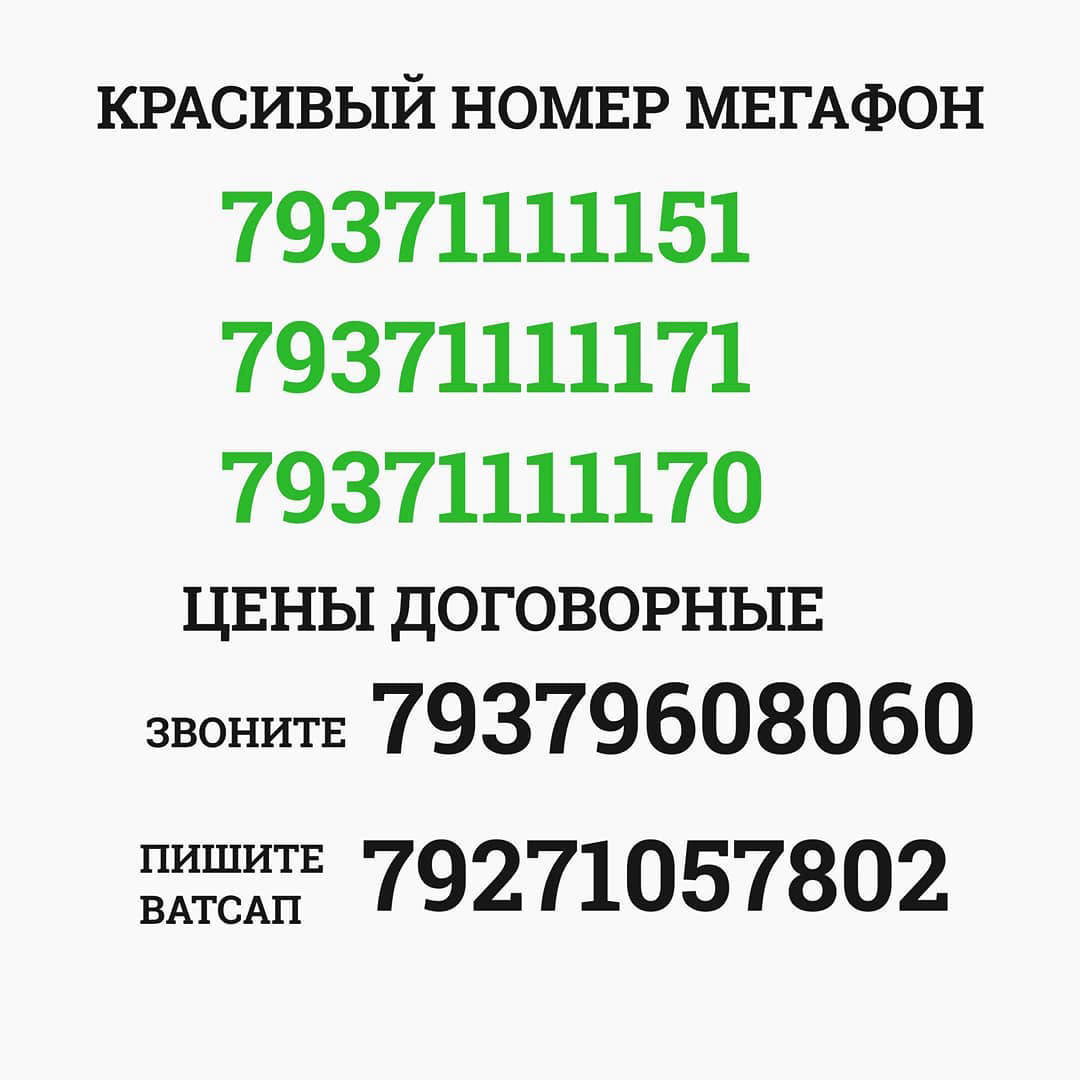 КРАСИВЫЙ НОМЕР МЕГАФОН
79371111151
79371111171
79371111170
ЦЕНЫ ДОГОВОРНЫЕ
ЗВОНИТЕ 79379608060
ПИШИТЕ
ВАТСАП 79271057802